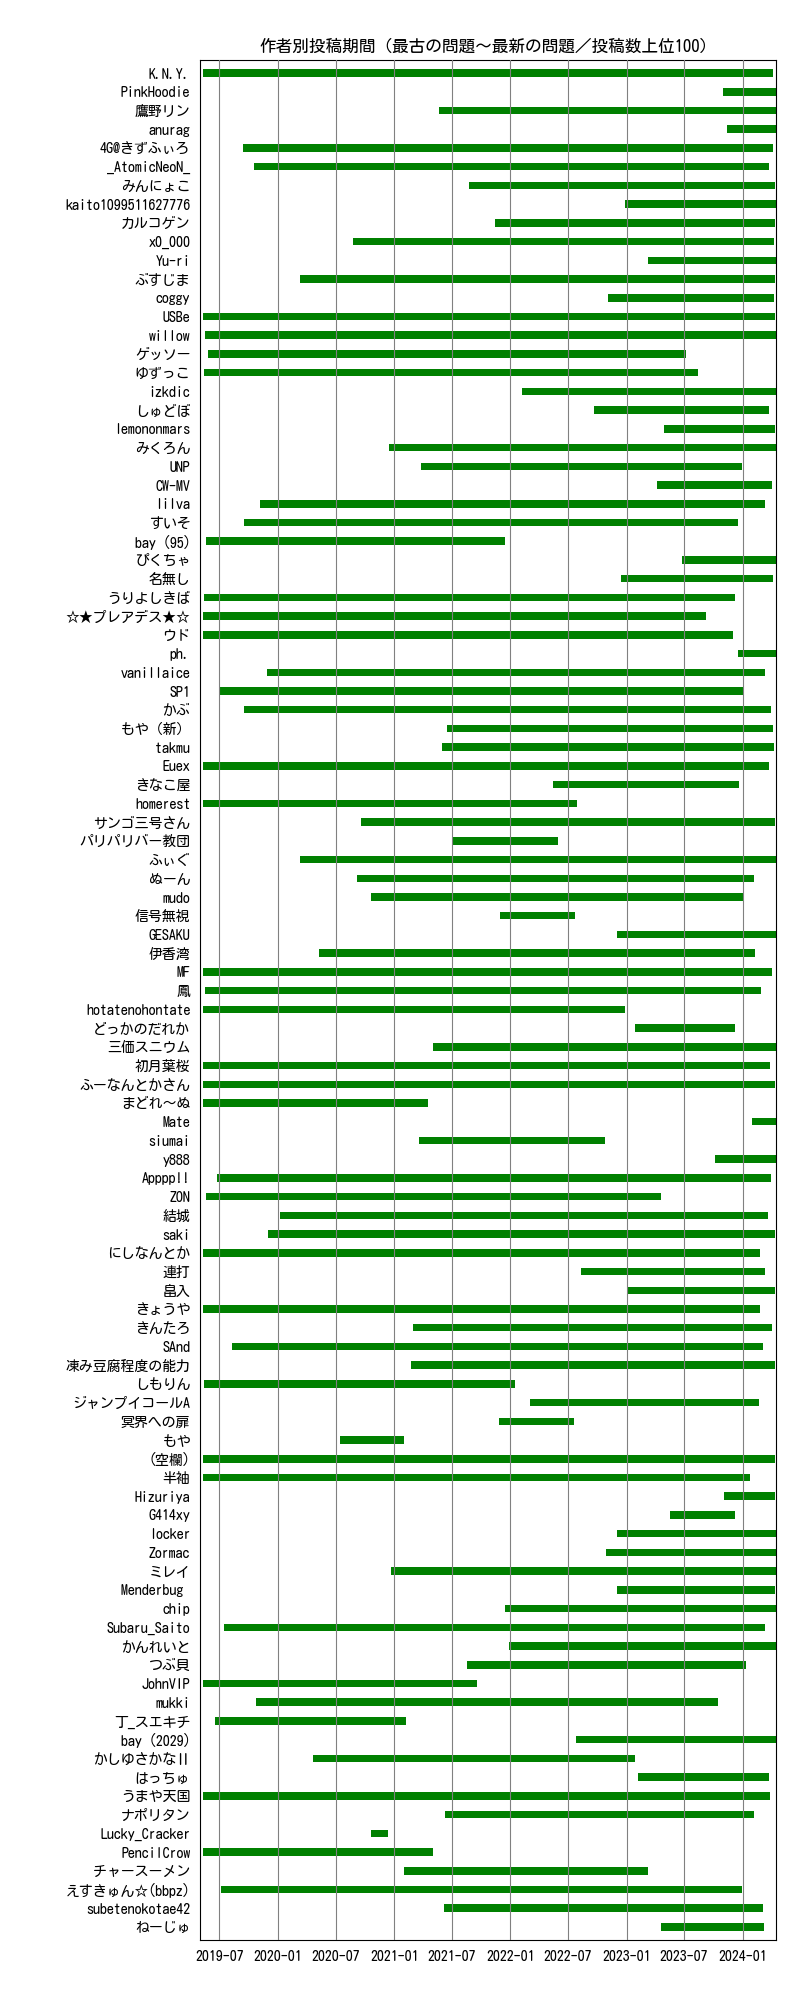 作者別投稿期間（最古の問題～最新の問題／投稿数上位100）
K.N.Y.
PinkHoodie
鷹野リン
anurag
4G@きずふぃろ
_AtomicNeoN_
みんにょこ
kaito1099511627776
カルコゲン
x0_000
Yu-ri
ぶすじま
coggy
USBe
willow
ゲッソー
ゆずっこ
izkdic
しゅどぼ
lemononmars
みくろん
UNP
CW-MV
lilva
すいそ
bay (95)
ぴくちゃ
名無し
うりよしきば
☆★プレアデス★☆
ウド
ph.
vanillaice
SP1
かぶ
もや（新）
takmu
Euex
きなこ屋
homerest
サンゴ三号さん
パリパリバー教団
ふぃぐ
ぬーん
mudo
信号無視
GESAKU
伊香湾
MF
鳳
hotatenohontate
どっかのだれか
三価スニウム
初月葉桜
ふーなんとかさん
まどれ～ぬ
Mate
siumai
y888
AppppII
ZON
結城
saki
にしなんとか
連打
畠入
きょうや
きんたろ
SAnd
凍み豆腐程度の能力
しもりん
ジャンプイコールA
冥界への扉
もや
(空欄)
半袖
Hizuriya
G414xy
locker
Zormac
ミレイ
Menderbug
chip
Subaru_Saito
かんれいと
つぶ貝
JohnVIP
mukki
丁_スエキチ
bay (2029)
かしゆさかなII
はっちゅ
うまや天国
ナポリタン
Lucky_Cracker
PencilCrow
チャースーメン
えすきゅん☆(bbpz)
subetenokotae42
ねーじゅ
2019-07 2020-01 2020-07 2021-01 2021-07 2022-01 2022-07 2023-01 2023-07 2024-01